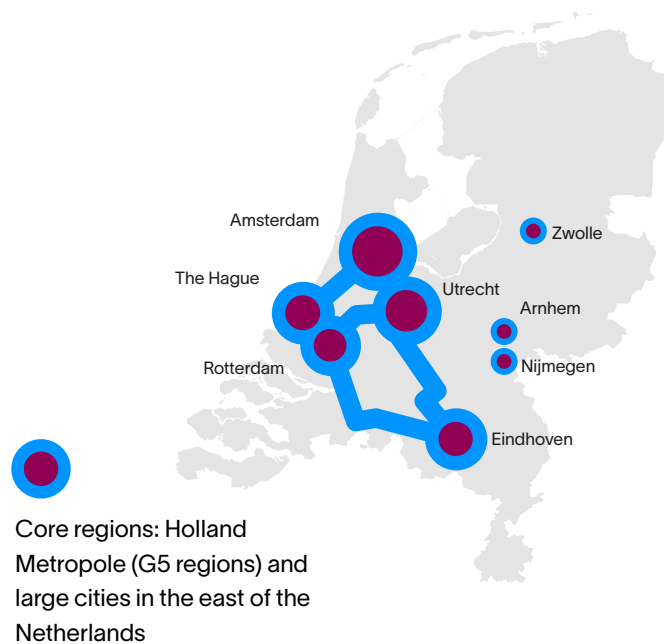 Amsterdam
Zwolle
The Hague
Utrecht
Arnhem
Rotterdam
Nijmegen
Eindhoven
Core regions: Holland
Metropole (G5 regions) and
large cities in the east of the
Netherlands